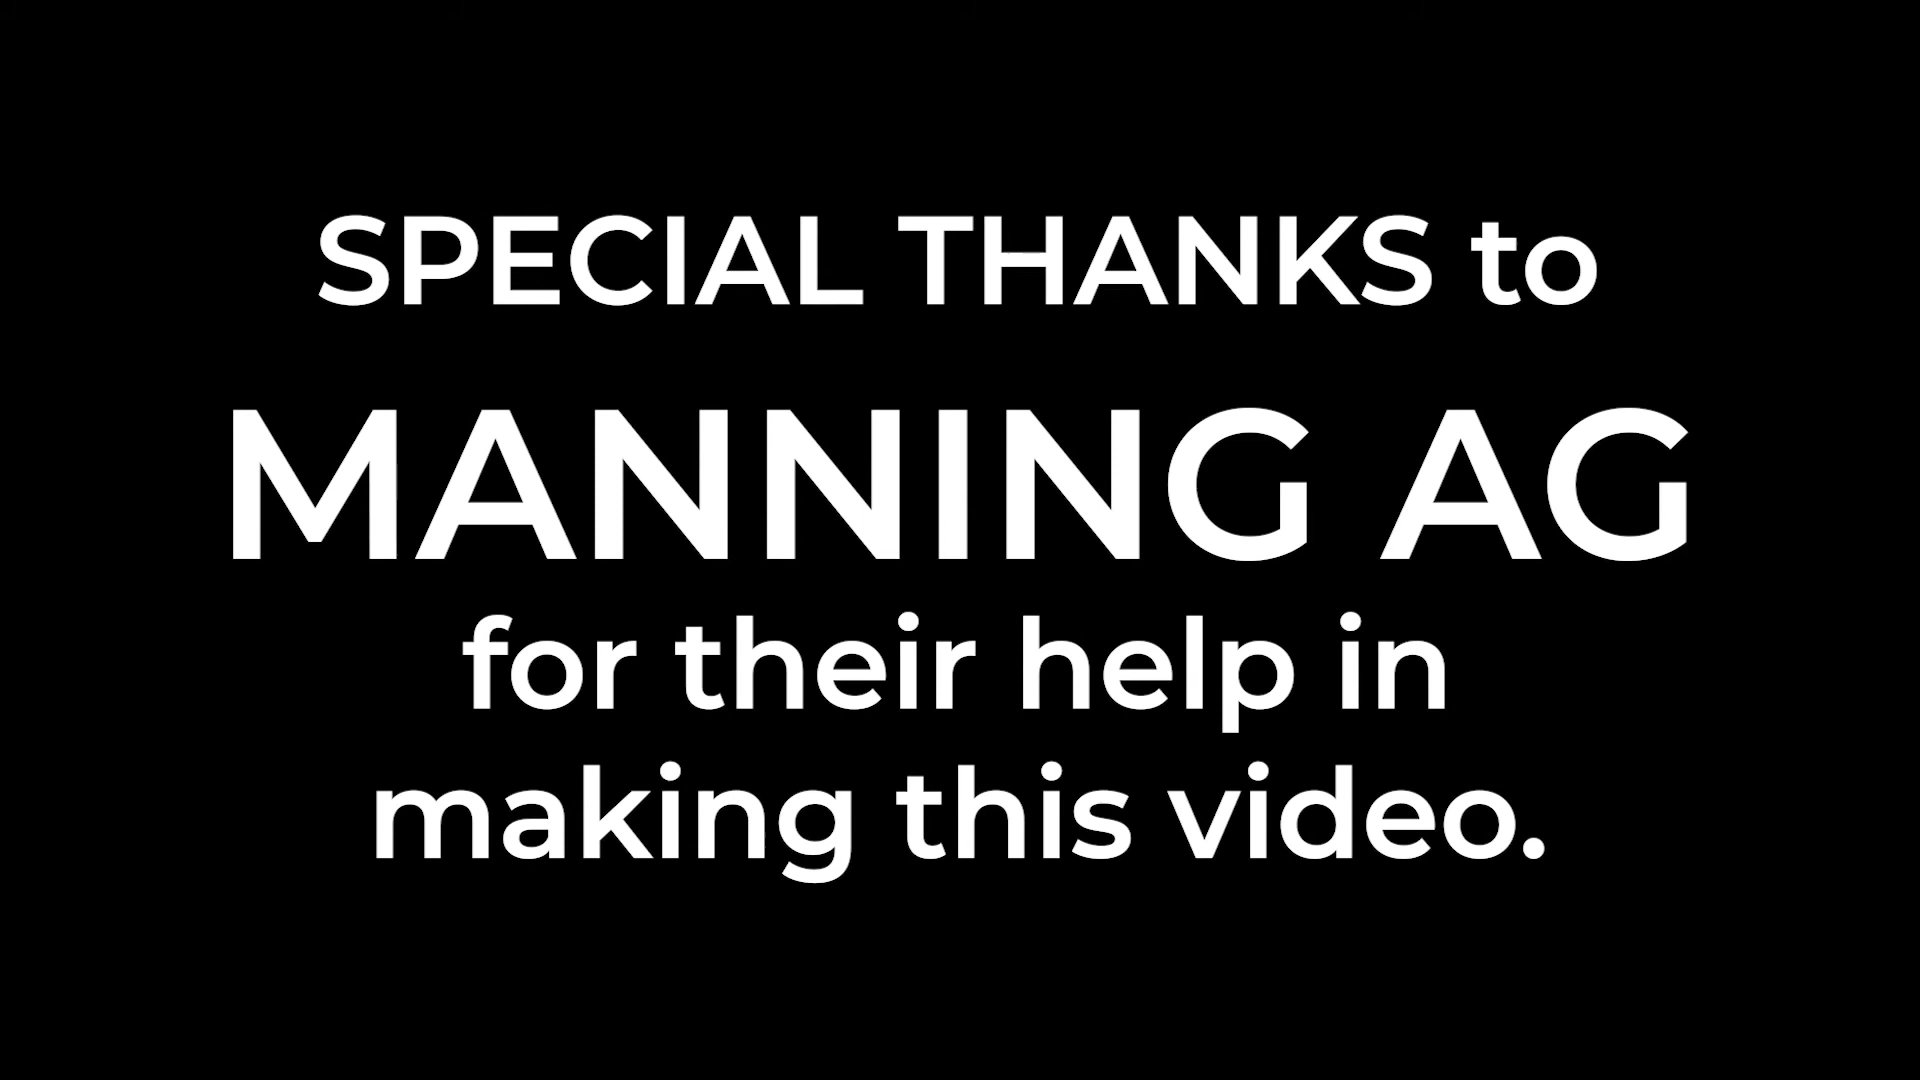 SPECIAL THANKS to
MANNING AG
for their help in
making this video.